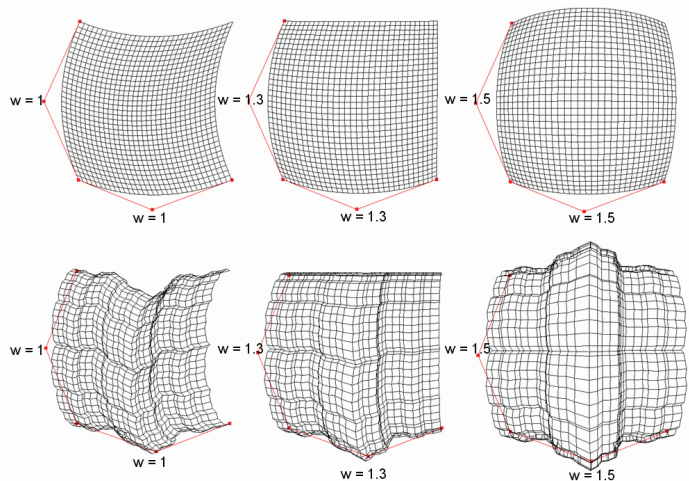 w = 1
w = 1.3
w = 1.5
w = 1
w = 1.3
w = 1.5
w = 1
w = 1.3
w = 1.5
w = 1
w = 1.3
w = 1.5